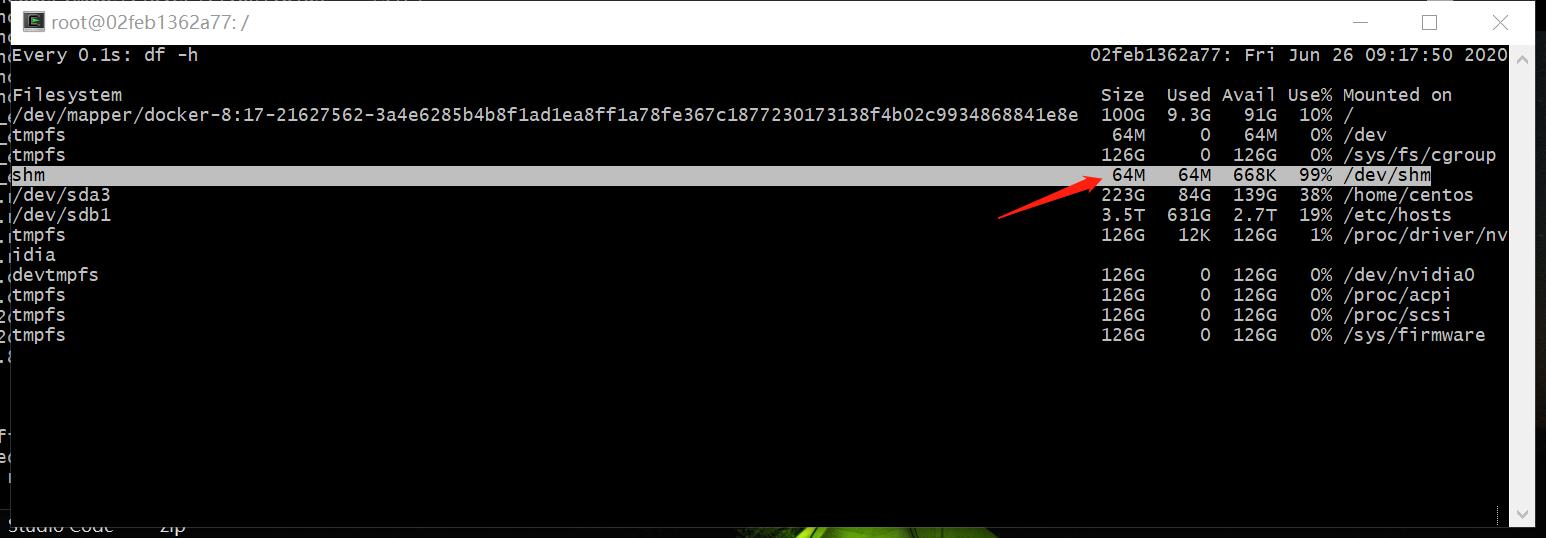 root@02feb1362a77: /
Every 0.1s: df -h 02feb1362a77: Fri Jun 26 09:17:50 2020
Filesystem Size Used Avail Use% Mounted on
/dev/mapper/docker-8:17-21627562-3a4e6285b4b8f1ad1ea8ff1a78fe367c1877230173138f4b02c9934868841e8e 100G 9.3G 91G 10% /
tmpfs 64M 0 64M 0% /dev
tmpfs 126G 0 126G 0% /sys/fs/cgroup
shm 64M 64M 668K 99% /dev/shm
/dev/sda3 223G 84G 139G 38% /home/centos
/dev/sdb1 3.5T 631G 2.7T 19% /etc/hosts
tmpfs 126G 12K 126G 1% /proc/driver/nv
idia
devtmpfs 126G 0 126G 0% /dev/nvidia0
tmpfs 126G 0 126G 0% /proc/acpi
tmpfs 126G 0 126G 0% /proc/scsi
tmpfs 126G 0 126G 0% /sys/firmware
Studio Code zip